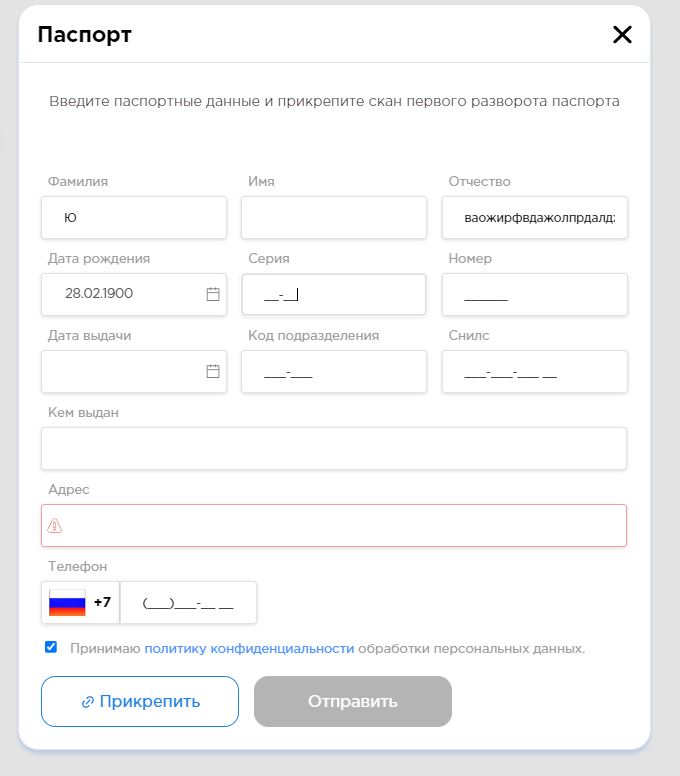 Паспорт
Введите паспортные данные и прикрепите скан первого разворота паспорта
Фамилия Имя Отчество
Ю
Дата рождения Серия Номер
28.02.1900 __-__ ______
Дата выдачи Код подразделения Снилс
___-___ ___-___-___ __
Кем выдан
Адрес
Телефон
+7 (___)___-__ __
Принимаю политику конфиденциальности обработки персональных данных.
Прикрепить Отправить